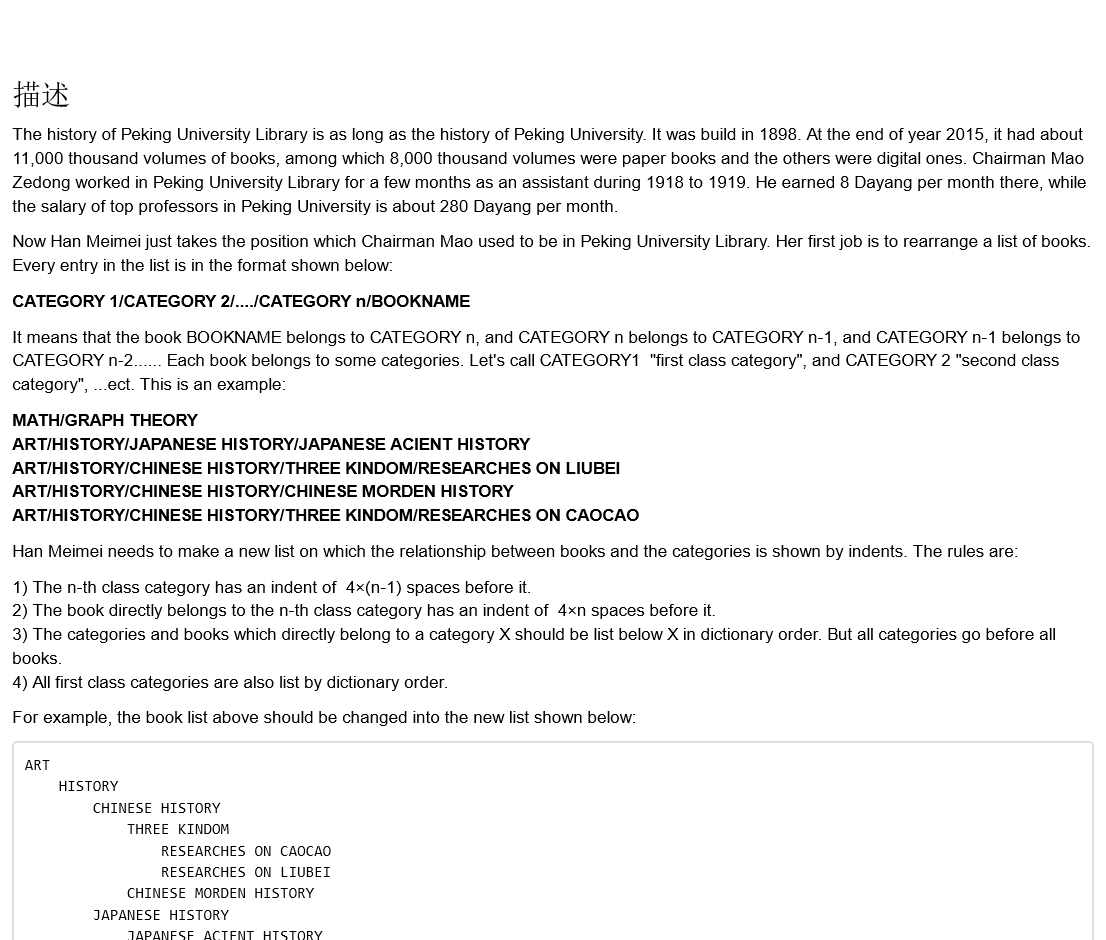 描述
The history of Peking University Library is as long as the history of Peking University. It was build in 1898. At the end of year 2015, it had about
11,000 thousand volumes of books, among which 8,000 thousand volumes were paper books and the others were digital ones. Chairman Mao
Zedong worked in Peking University Library for a few months as an assistant during 1918 to 1919. He earned 8 Dayang per month there, while
the salary of top professors in Peking University is about 280 Dayang per month.
Now Han Meimei just takes the position which Chairman Mao used to be in Peking University Library. Her first job is to rearrange a list of books.
Every entry in the list is in the format shown below:
CATEGORY 1/CATEGORY 2/..../CATEGORY n/BOOKNAME
It means that the book BOOKNAME belongs to CATEGORY n, and CATEGORY n belongs to CATEGORY n-1, and CATEGORY n-1 belongs to
CATEGORY n-2...... Each book belongs to some categories. Let's call CATEGORY1  "first class category", and CATEGORY 2 "second class
category", ...ect. This is an example:
MATH/GRAPH THEORY
ART/HISTORY/JAPANESE HISTORY/JAPANESE ACIENT HISTORY
ART/HISTORY/CHINESE HISTORY/THREE KINDOM/RESEARCHES ON LIUBEI
ART/HISTORY/CHINESE HISTORY/CHINESE MORDEN HISTORY
ART/HISTORY/CHINESE HISTORY/THREE KINDOM/RESEARCHES ON CAOCAO
Han Meimei needs to make a new list on which the relationship between books and the categories is shown by indents. The rules are:
1) The n-th class category has an indent of  4×(n-1) spaces before it.
2) The book directly belongs to the n-th class category has an indent of  4×n spaces before it.
3) The categories and books which directly belong to a category X should be list below X in dictionary order. But all categories go before all
books.
4) All first class categories are also list by dictionary order.
For example, the book list above should be changed into the new list shown below:
ART
    HISTORY
        CHINESE HISTORY
            THREE KINDOM
                RESEARCHES ON CAOCAO
                RESEARCHES ON LIUBEI
            CHINESE MORDEN HISTORY
        JAPANESE HISTORY
            JAPANESE ACIENT HISTORY